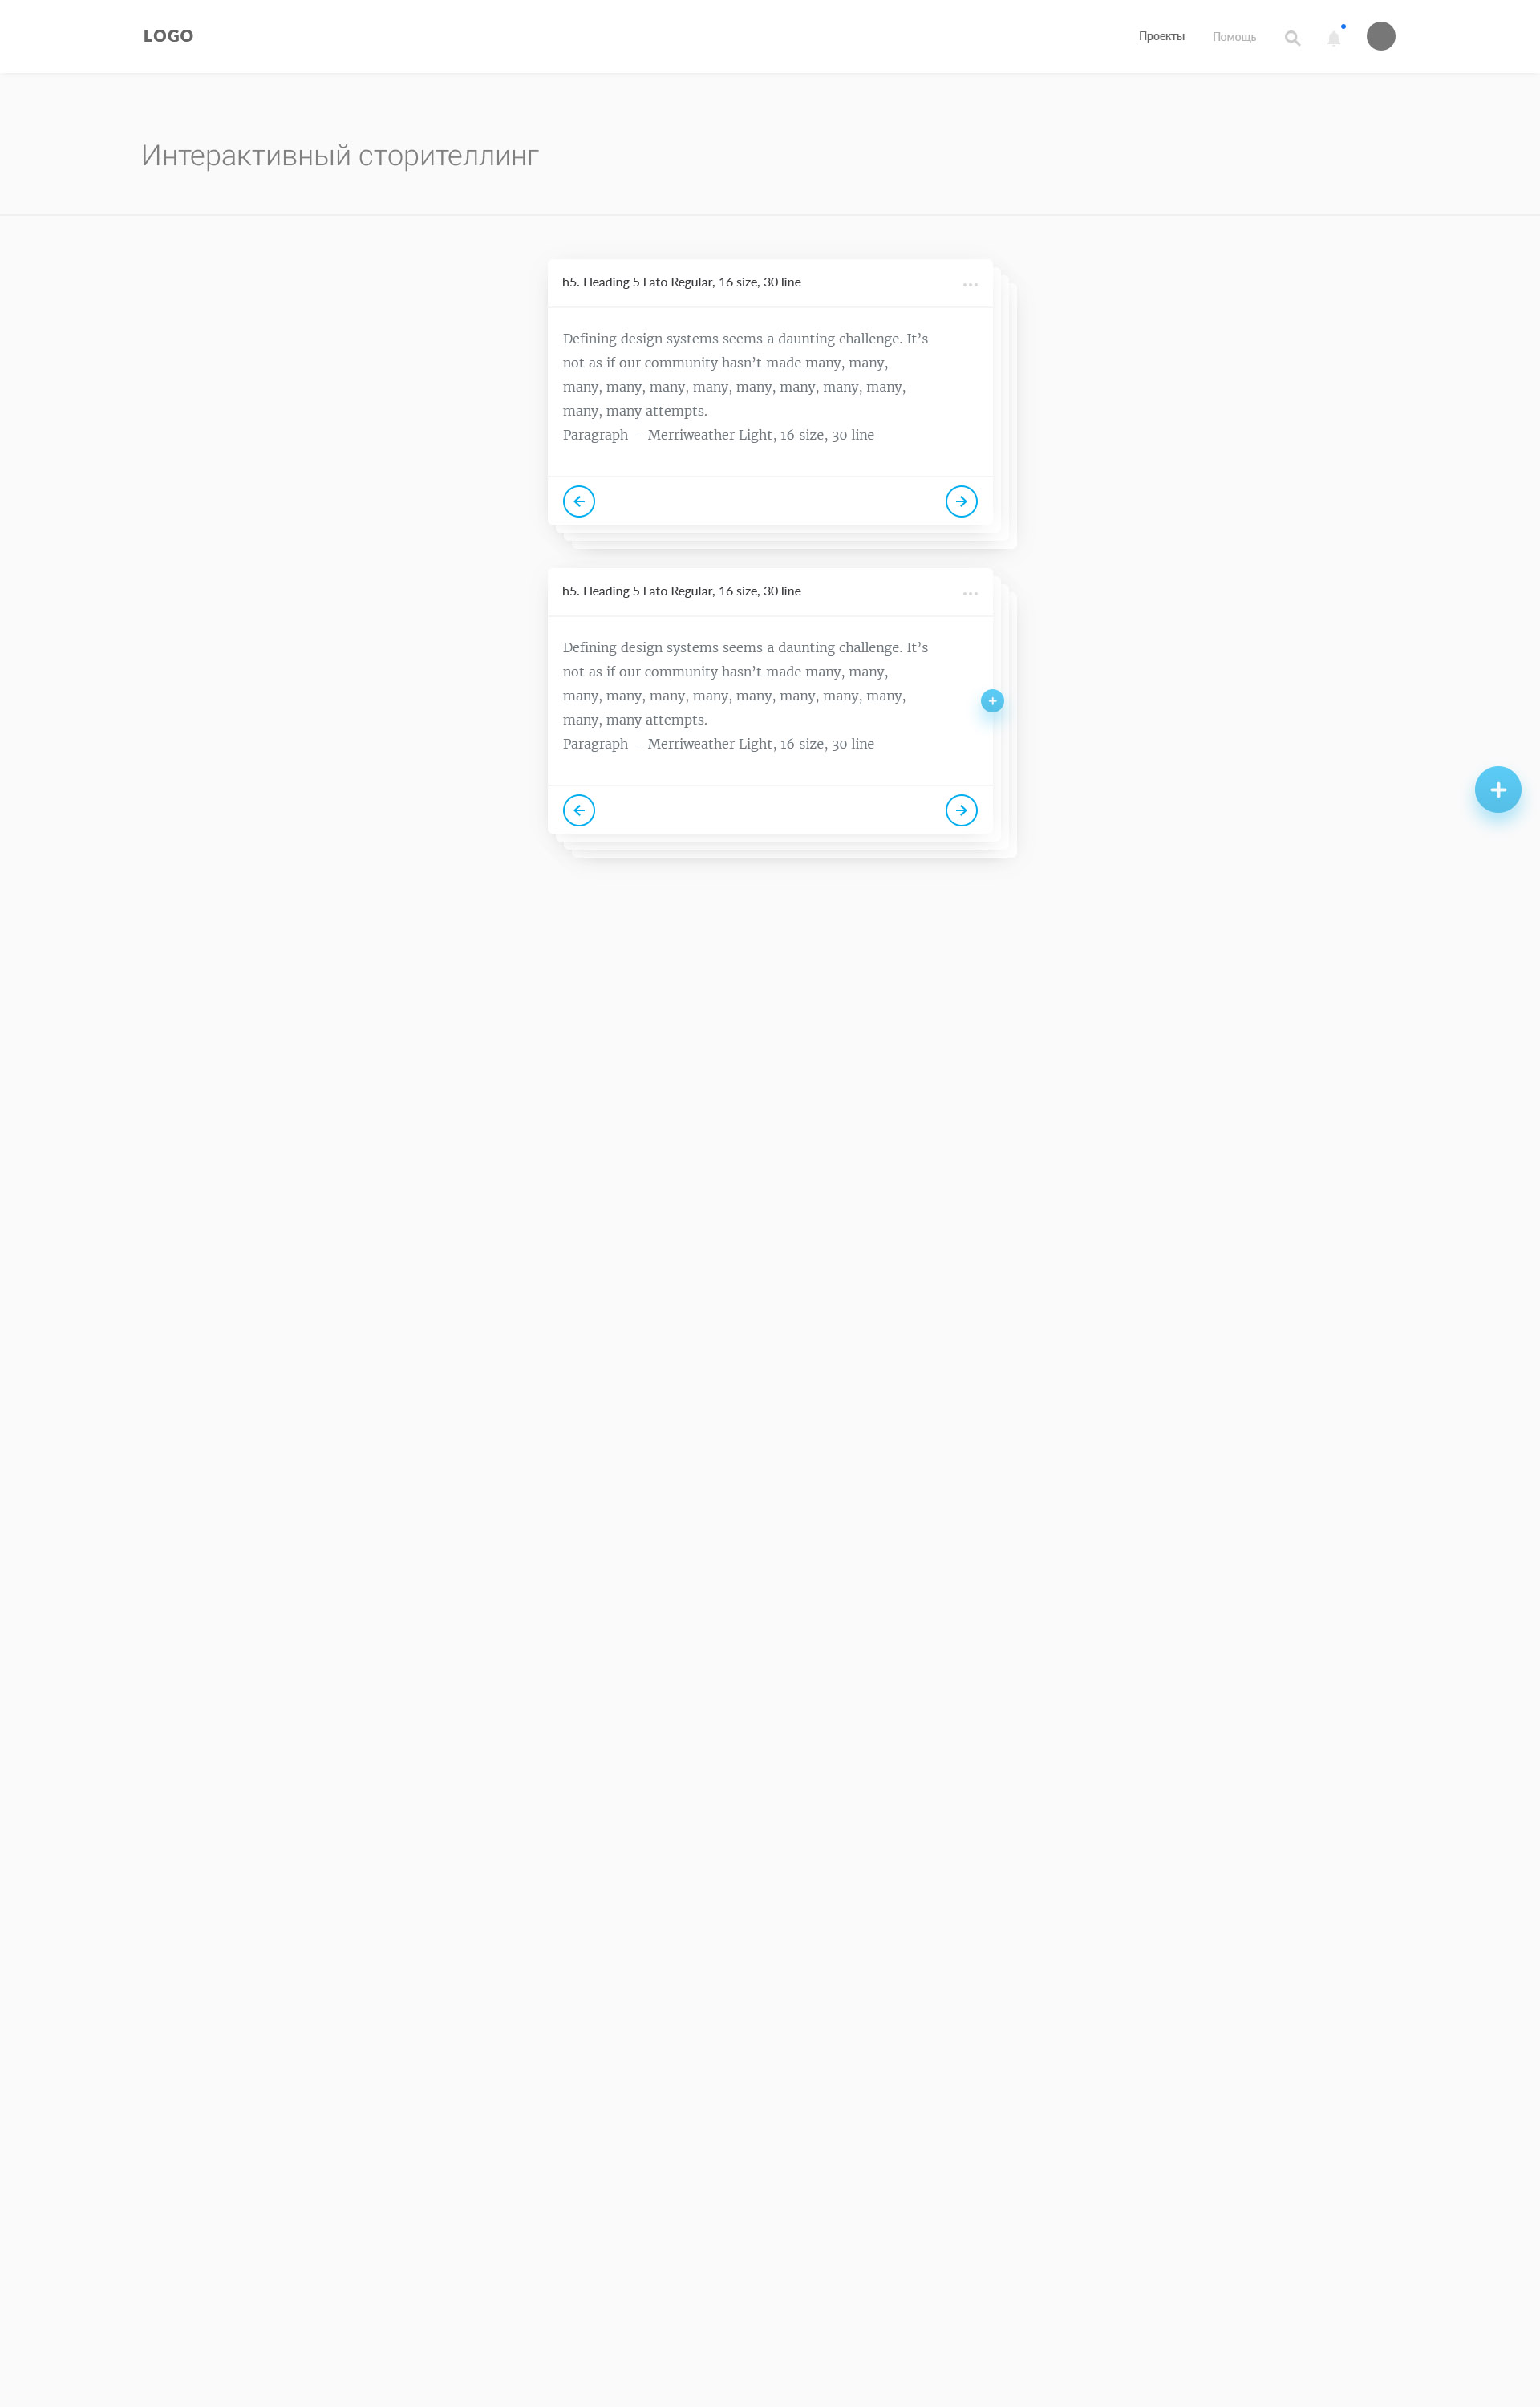 LOGO
Проекты
Помощь
Интерактивный сторителлинг
h5. Heading 5 Lato Regular, 16 size, 30 line
Defining design systems seems a daunting challenge. It’s
not as if our community hasn’t made many, many,
many, many, many, many, many, many, many, many,
many, many attempts.
Paragraph  - Merriweather Light, 16 size, 30 line
h5. Heading 5 Lato Regular, 16 size, 30 line
Defining design systems seems a daunting challenge. It’s
not as if our community hasn’t made many, many,
many, many, many, many, many, many, many, many,
many, many attempts.
Paragraph  - Merriweather Light, 16 size, 30 line